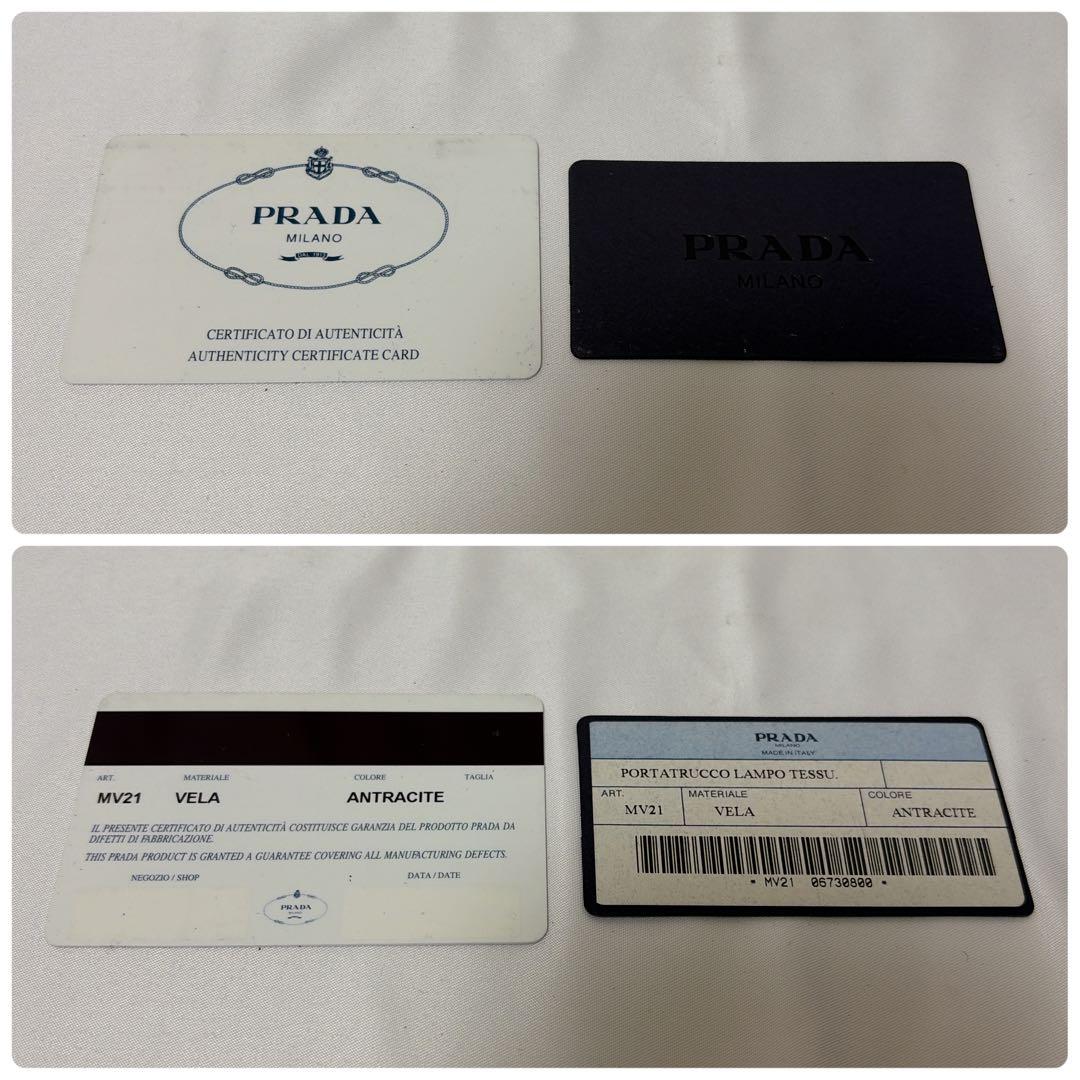 PRADA
MILANO
DAL 1913
CERTIFICATO DI AUTENTICITÀ
AUTHENTICITY CERTIFICATE CARD
PRADA
MILANO
ART. MATERIALE COLORE TAGLIA
MV21 VELA ANTRACITE
IL PRESENTE CERTIFICATO DI AUTENTICITÀ COSTITUISCE GARANZIA DEL PRODOTTO PRADA DA
DIFETTI DI FABBRICAZIONE.
THIS PRADA PRODUCT IS GRANTED A GUARANTEE COVERING ALL MANUFACTURING DEFECTS.
NEGOZIO / SHOP DATA / DATE
PRADA
MILANO
PRADA
MILANO
MADE IN ITALY
PORTATRUCCO LAMPO TESSU.
ART. MATERIALE COLORE
MV21 VELA ANTRACITE
* MV21 06730800 *